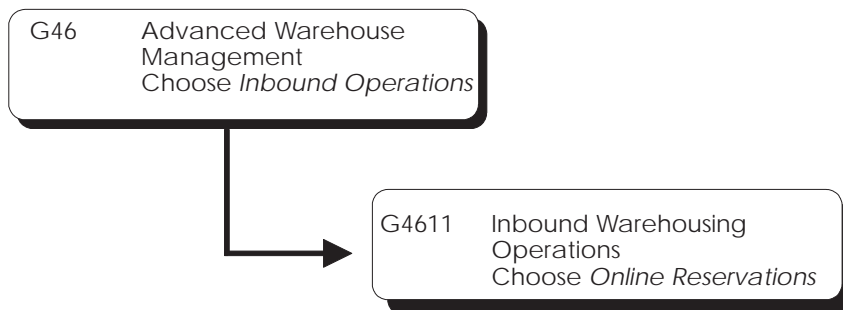 G46 Advanced Warehouse
Management
Choose Inbound Operations
G4611 Inbound Warehousing
Operations
Choose Online Reservations